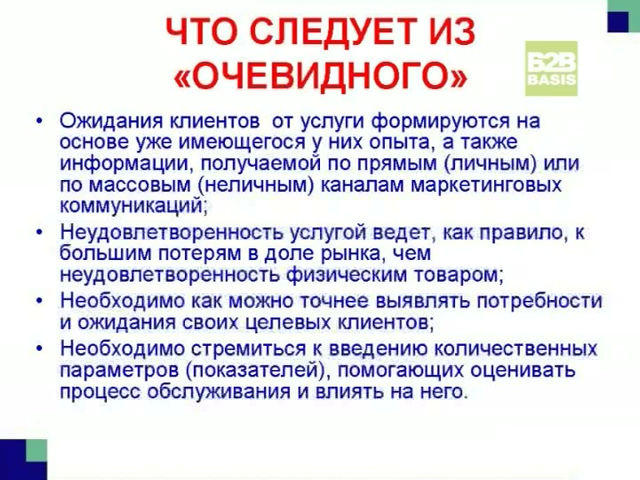 ЧТО СЛЕДУЕТ ИЗ
«ОЧЕВИДНОГО»
Б2В
BASIS
• Ожидания клиентов от услуги формируются на
основе уже имеющегося у них опыта, а также
информации, получаемой по прямым (личным) или
по массовым (неличным) каналам маркетинговых
коммуникаций;
• Неудовлетворенность услугой ведет, как правило, к
большим потерям в доле рынка, чем
неудовлетворенность физическим товаром;
• Необходимо как можно точнее выявлять потребности
и ожидания своих целевых клиентов;
• Необходимо стремиться к введению количественных
параметров (показателей), помогающих оценивать
процесс обслуживания и влиять на него.